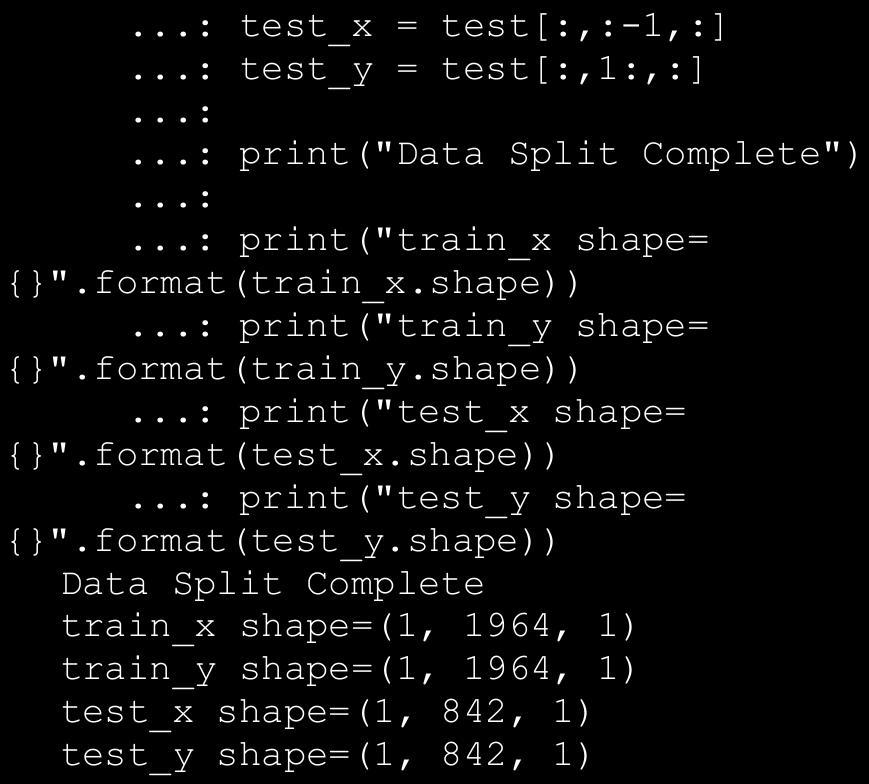 ...: test_x = test[:,:-1,:]
...: test_y = test[:,1:,:]
...:
...: print("Data Split Complete")
...:
...: print("train_x shape=
{}".format(train_x.shape))
...: print("train_y shape=
{}".format(train_y.shape))
...: print("test_x shape=
{}".format(test_x.shape))
...: print("test_y shape=
{}".format(test_y.shape))
Data Split Complete
train_x shape=(1, 1964, 1)
train_y shape=(1, 1964, 1)
test_x shape=(1, 842, 1)
test_y shape=(1, 842, 1)